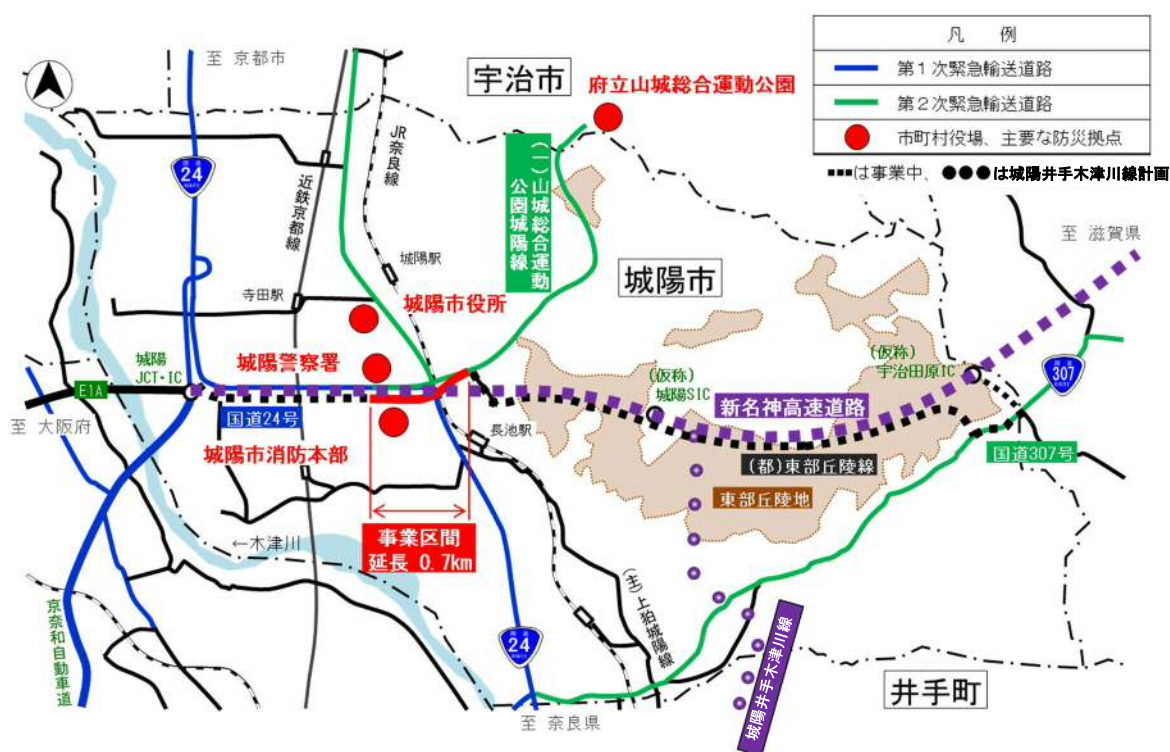 凡 例
第1次緊急輸送道路
第2次緊急輸送道路
市町村役場、主要な防災拠点
は事業中、●●●は城陽井手木津川線計画
至 京都市
宇治市
府立山城総合運動公園
JR奈良線
近鉄京都線
国道
24
ROUTE
(一)山城総合運動
公園城陽線
至 滋賀県
城陽市
城陽駅
寺田駅
城陽市役所
城陽警察署
城陽
JCT・IC
E1A
至 大阪府
国道24号
城陽市消防本部
長池駅
(仮称)
城陽SIC
新名神高速道路
(仮称)
宇治田原IC
国道
307
ROUTE
国道307号
(都)東部丘陵線
東部丘陵地
事業区間
延長 0.7km
←木津川
京奈和自動車道
(主)上狛城陽線
国道
24
ROUTE
至 奈良県
城陽井手木津川線
井手町